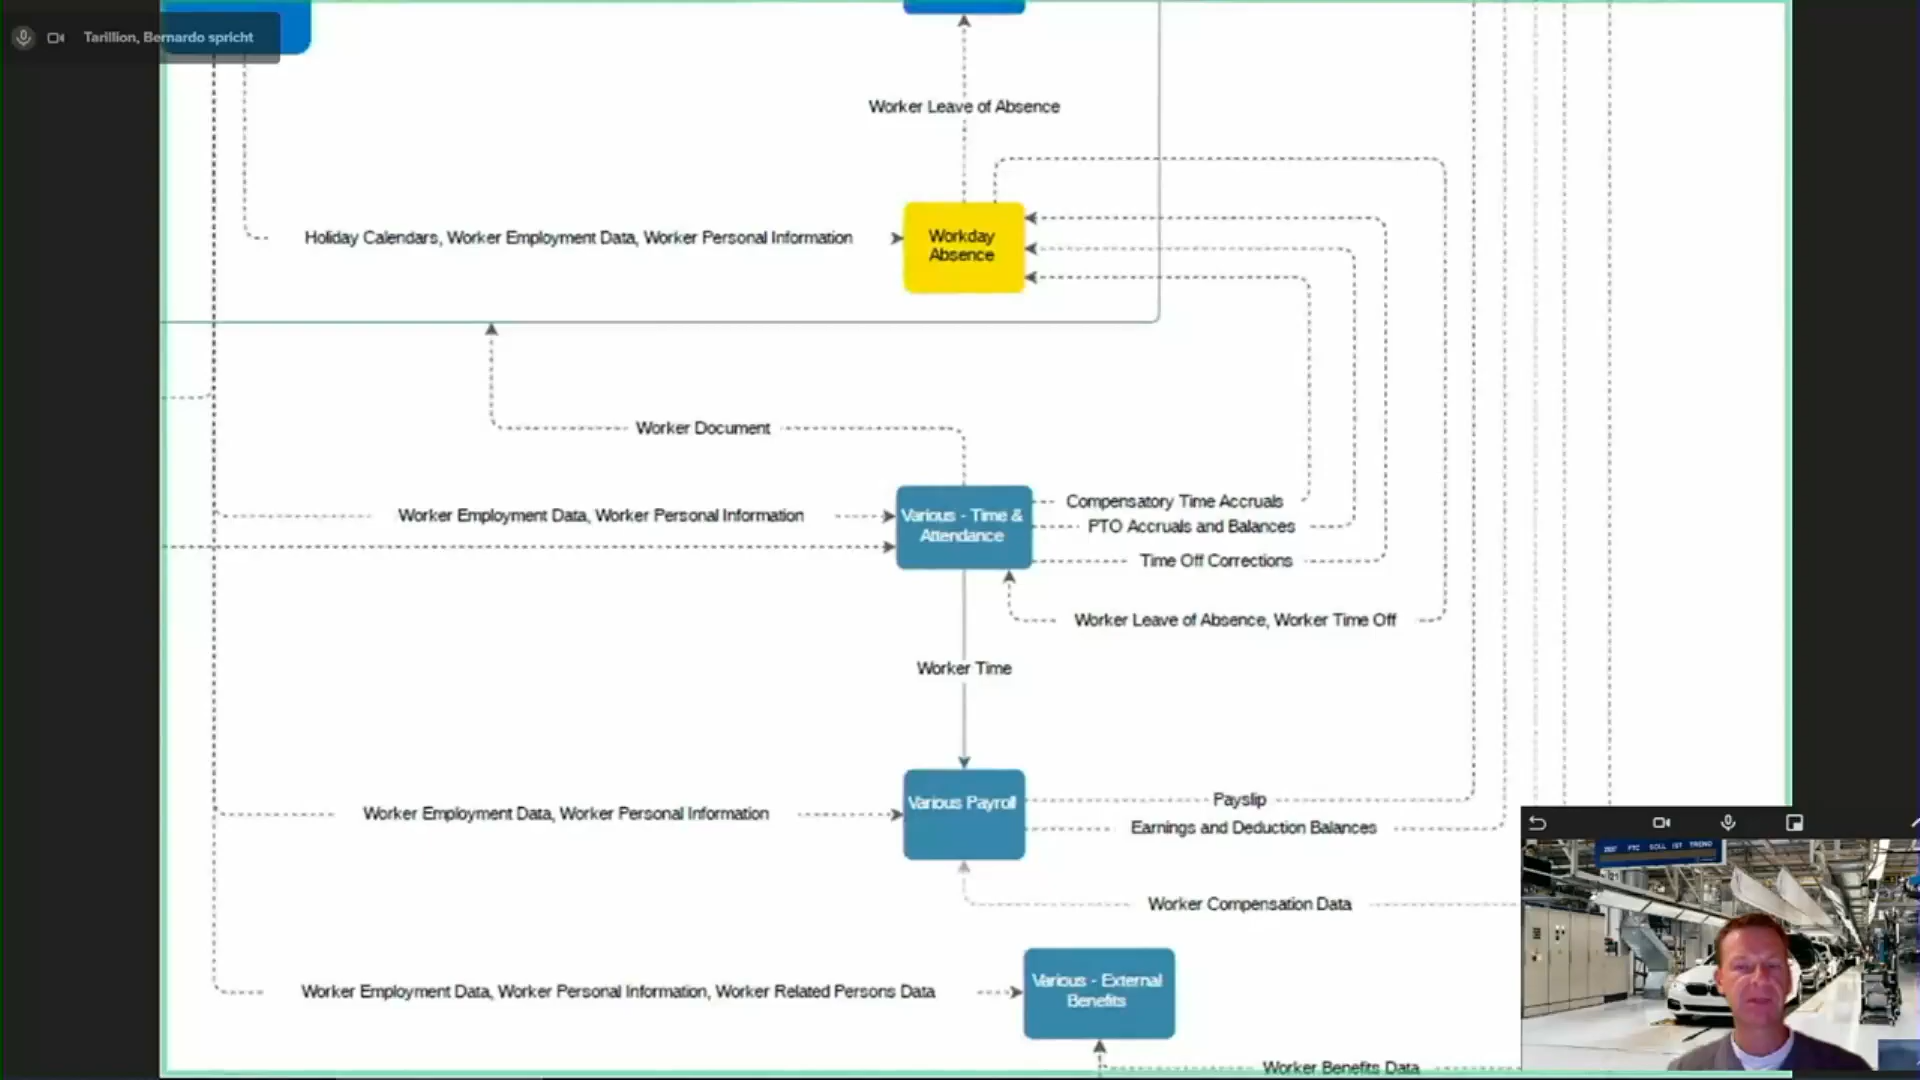 Tarillion, Bernardo spricht
Worker Leave of Absence
Holiday Calendars, Worker Employment Data, Worker Personal Information
Workday
Absence
Worker Document
Worker Employment Data, Worker Personal Information
Various - Time &
Attendance
Compensatory Time Accruals
PTO Accruals and Balances
Time Off Corrections
Worker Leave of Absence, Worker Time Off
Worker Time
Worker Employment Data, Worker Personal Information
Various Payroll
Payslip
Earnings and Deduction Balances
Worker Compensation Data
Worker Employment Data, Worker Personal Information, Worker Related Persons Data
Various - External
Benefits
Worker Benefits Data
SOLL IST TREND